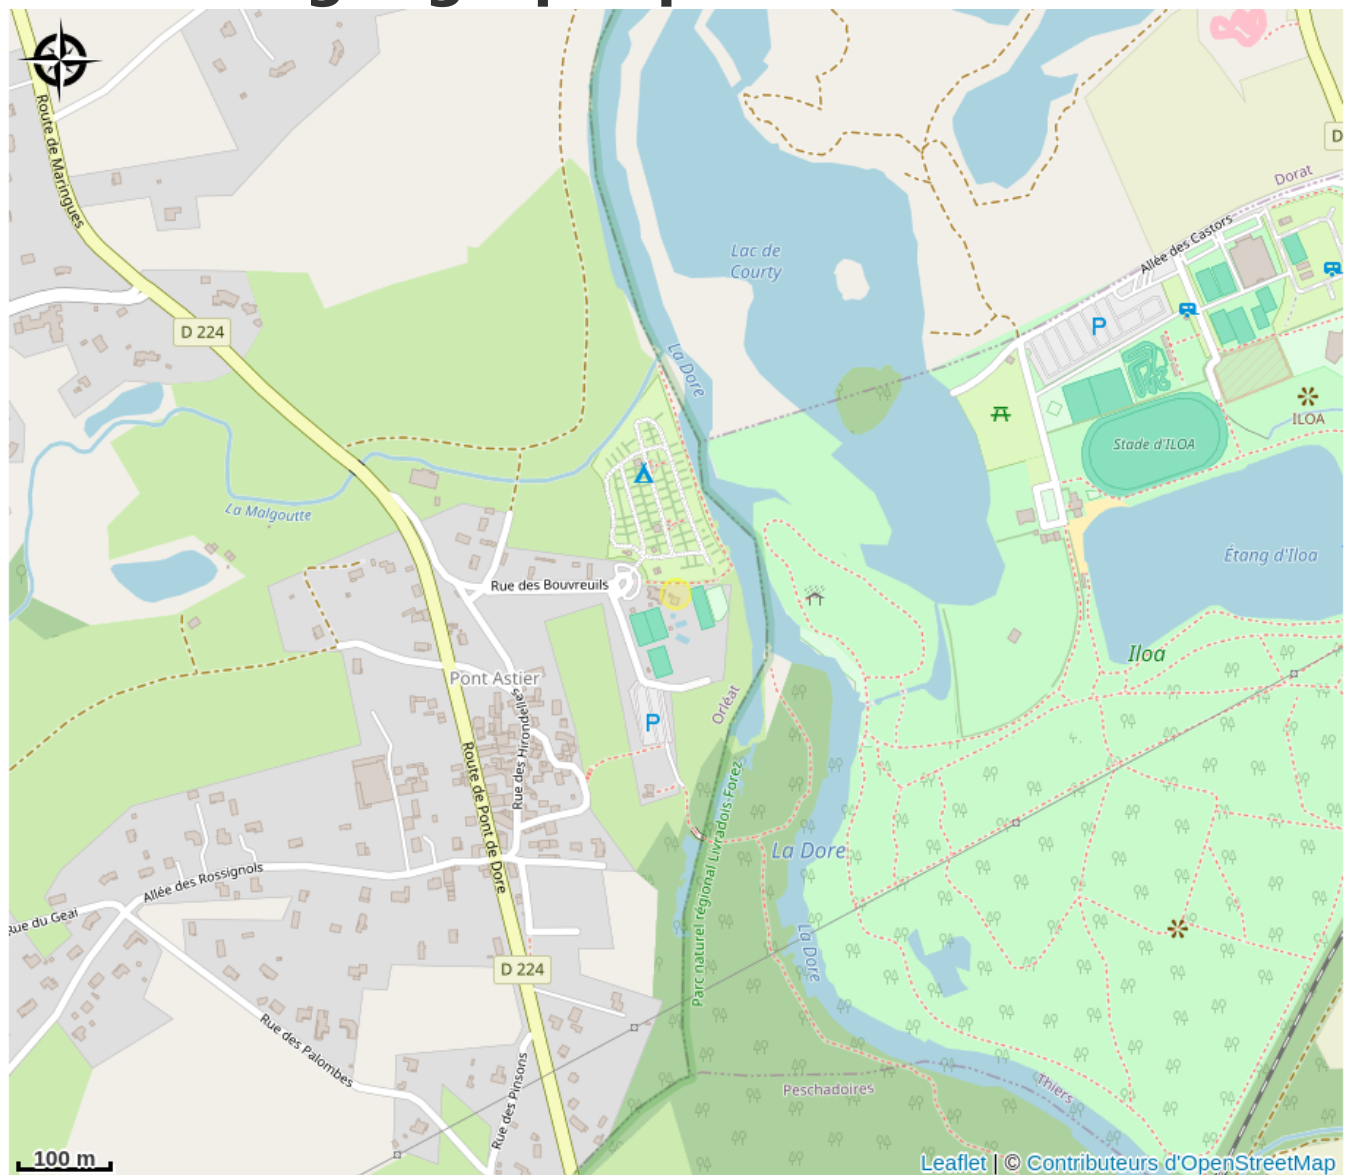 Route de Maringues
D
Dorat
Allée des Castors
Lac de
Courty
P
D 224
La Dore
ILOA
Stade d'ILOA
La Malgoutte
Étang d'Iloa
Rue des Bouvreuils
Iloa
Pont Astier
Orléat
P
Rue des Hirondelles
Route de Pont de Dore
Parc naturel régional Livradois-Forez
La Dore
Allée des Rossignols
Rue du Geai
La Dore
D 224
Rue des Palombes
Rue des Pinsons
Peschadoires
Thiers
100 m
Leaflet | © Contributeurs d'OpenStreetMap